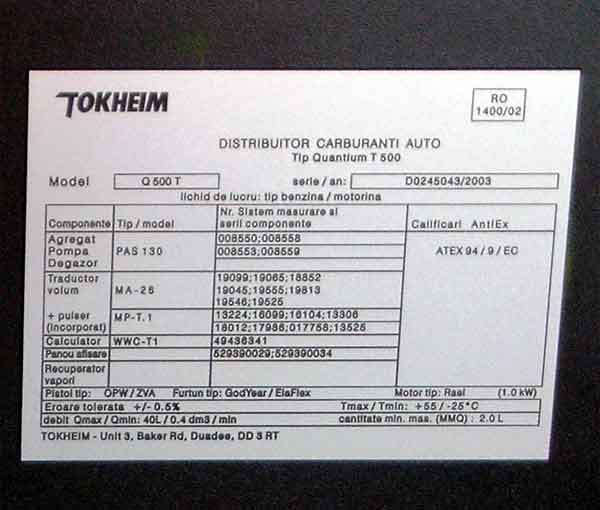 TOKHEIM
RO
1400/02
DISTRIBUITOR CARBURANTI AUTO
Tip Quantium T 500
Model Q 500 T serie / an: D0245043/2003
lichid de lucru: tip benzina / motorina
Componente Tip / model Nr. Sistem masurare si serii componente Calificari AntiEx
Agregat 008550;008558
Pompa PAS 130 008553;008559 ATEX 94 / 9 / EC
Degazor
Traductor 19099;19065;18852
volum MA-26 19045;19555;19813
19546;19525
+ pulser MP-T.1 13224;16099;16104;13306
(incorporat) 18012;17986;017758;13525
Calculator WWC-T1 49436341
Panou afisare 529390029;529390034
Recuperator
vapori
Pistol tip: OPW / ZVA Furtun tip: GodYear / ElaFlex Motor tip: Rael (1.0 kW)
Eroare tolerata +/- 0.5% Tmax / Tmin: +55 / -25°C
debit Qmax / Qmin: 40L / 0.4 dm3 / min cantitate min. mas. (MMQ) : 2.0 L
TOKHEIM - Unit 3, Baker Rd, Duadee, DD 3 RT